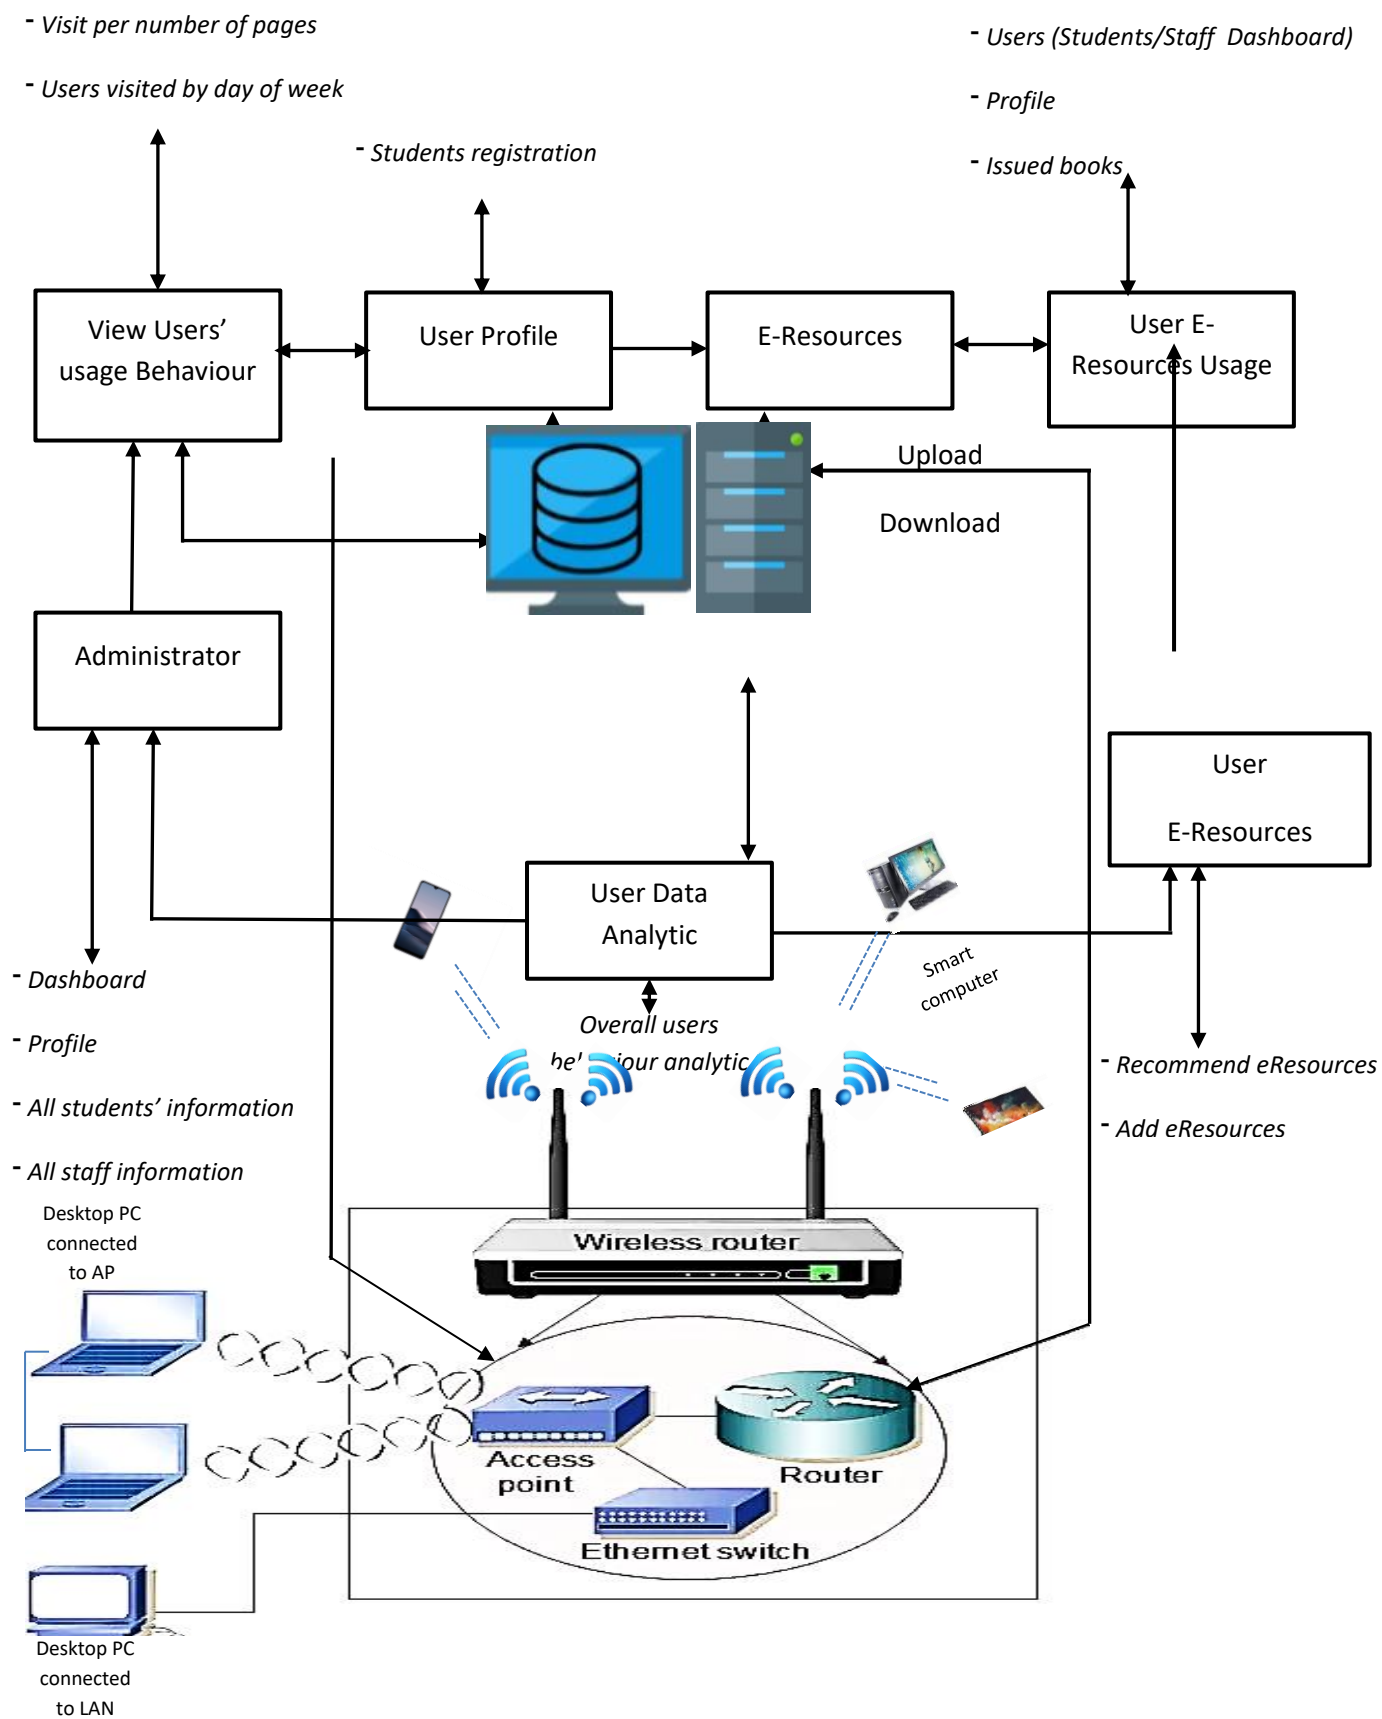 - Visit per number of pages
- Users visited by day of week
- Students registration
- Users (Students/Staff Dashboard)
- Profile
- Issued books
View Users’
usage Behaviour
User Profile
E-Resources
User E-
Resources Usage
Upload
Download
Administrator
User
E-Resources
User Data
Analytic
Smart
computer
Overall users
analytic
- Dashboard
- Profile
- All students’ information
- All staff information
- Recommend eResources
- Add eResources
Desktop PC
connected
to AP
Wireless router
Access
point
Router
Ethernet switch
Desktop PC
connected
to LAN